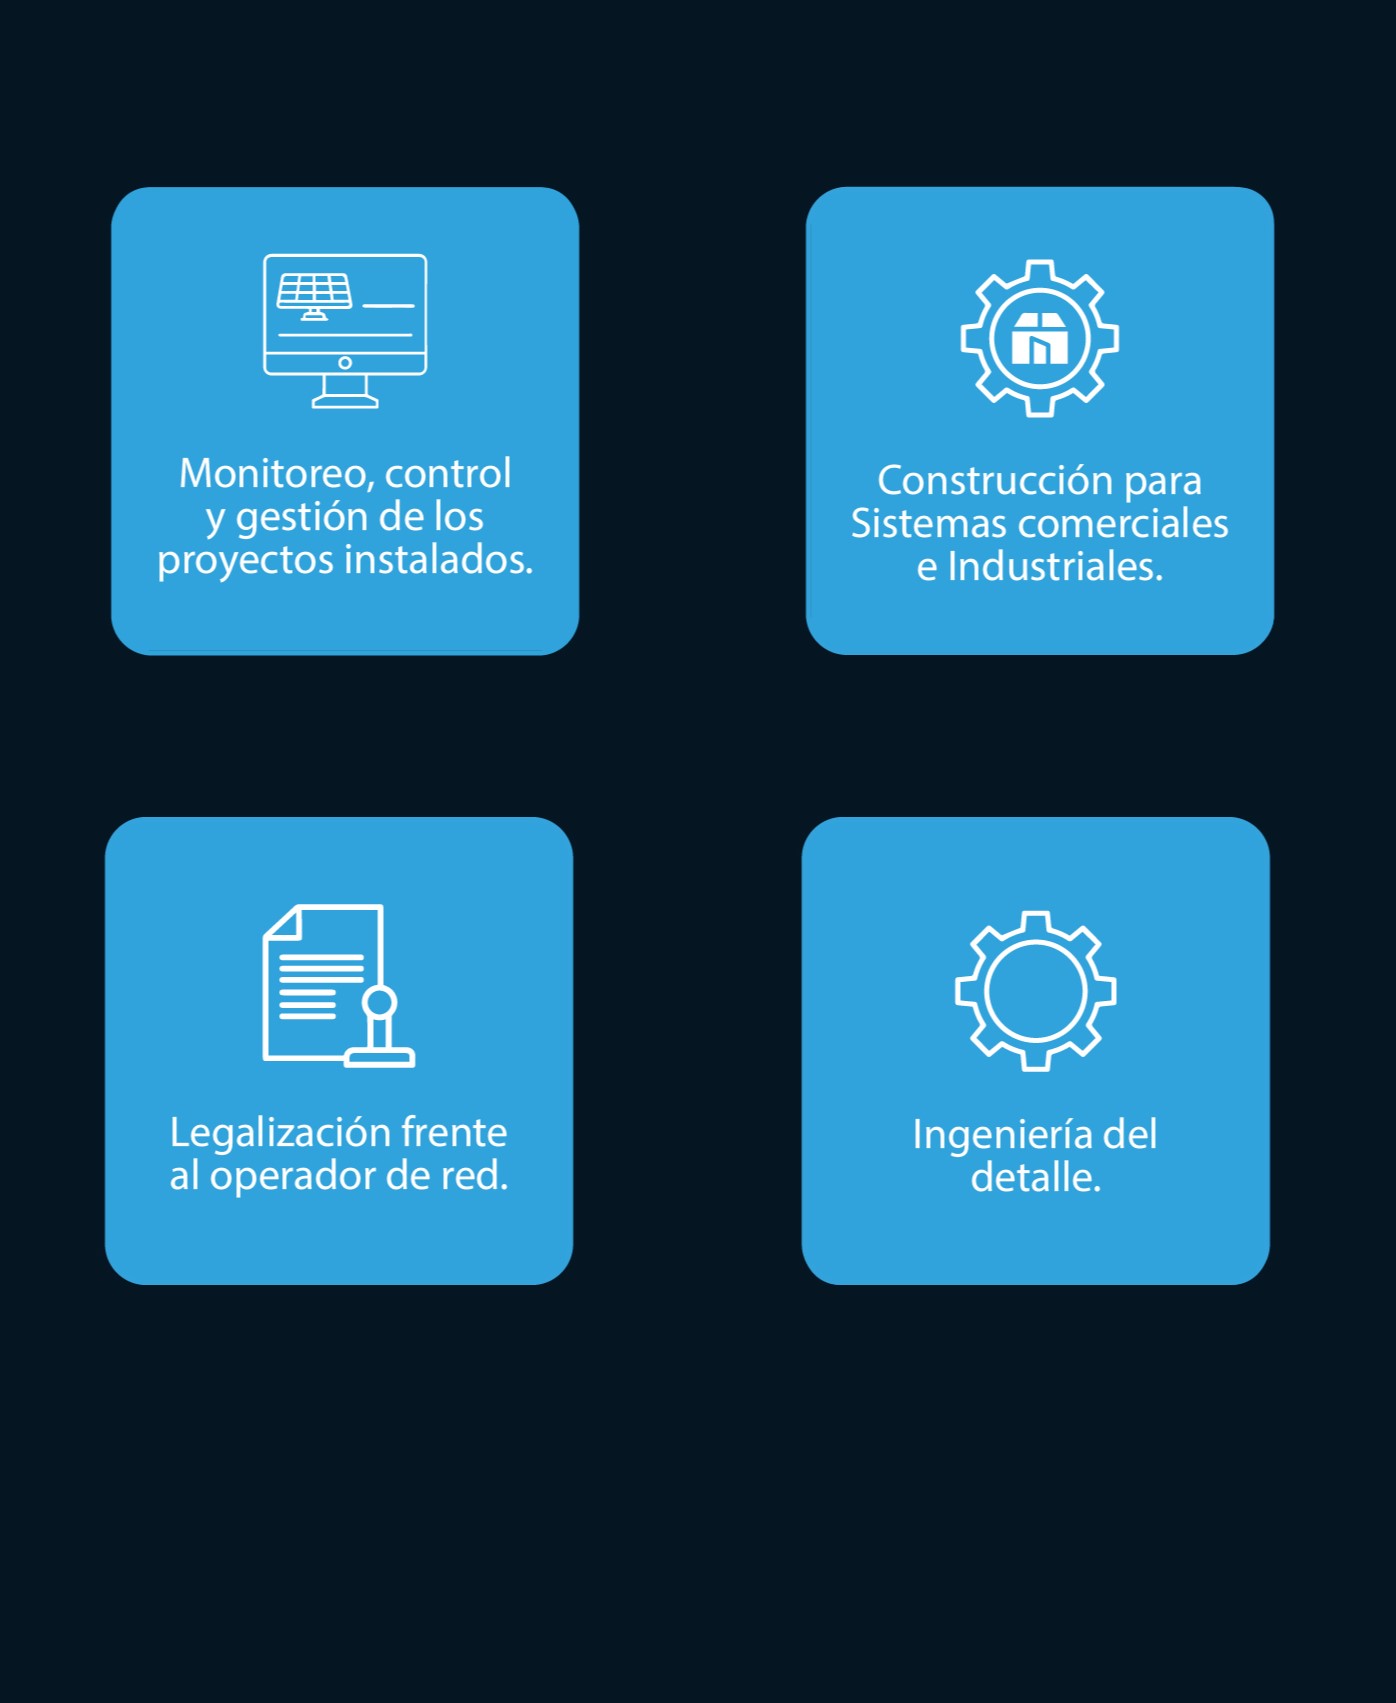 Monitoreo, control
y gestión de los
proyectos instalados.
Construcción para
Sistemas comerciales
e Industriales.
Legalización frente
al operador de red.
Ingeniería del
detalle.